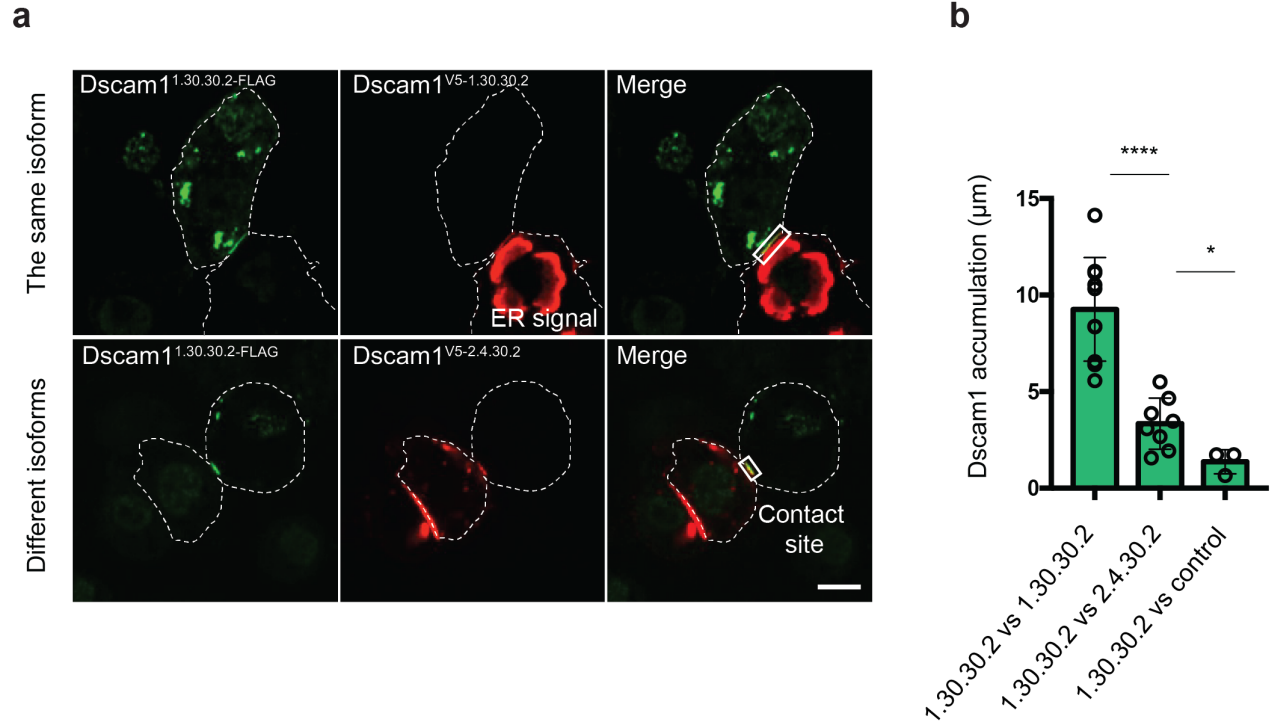 a
b
The same isoform
Dscam1^1.30.30.2-FLAG
Dscam1^V5-1.30.30.2
Merge
ER signal
Different isoforms
Dscam1^1.30.30.2-FLAG
Dscam1^V5-2.4.30.2
Merge
Contact
site
Dscam1 accumulation (μm)
****
*
15
10
5
0
1.30.30.2 vs 1.30.30.2
1.30.30.2 vs 2.4.30.2
1.30.30.2 vs control